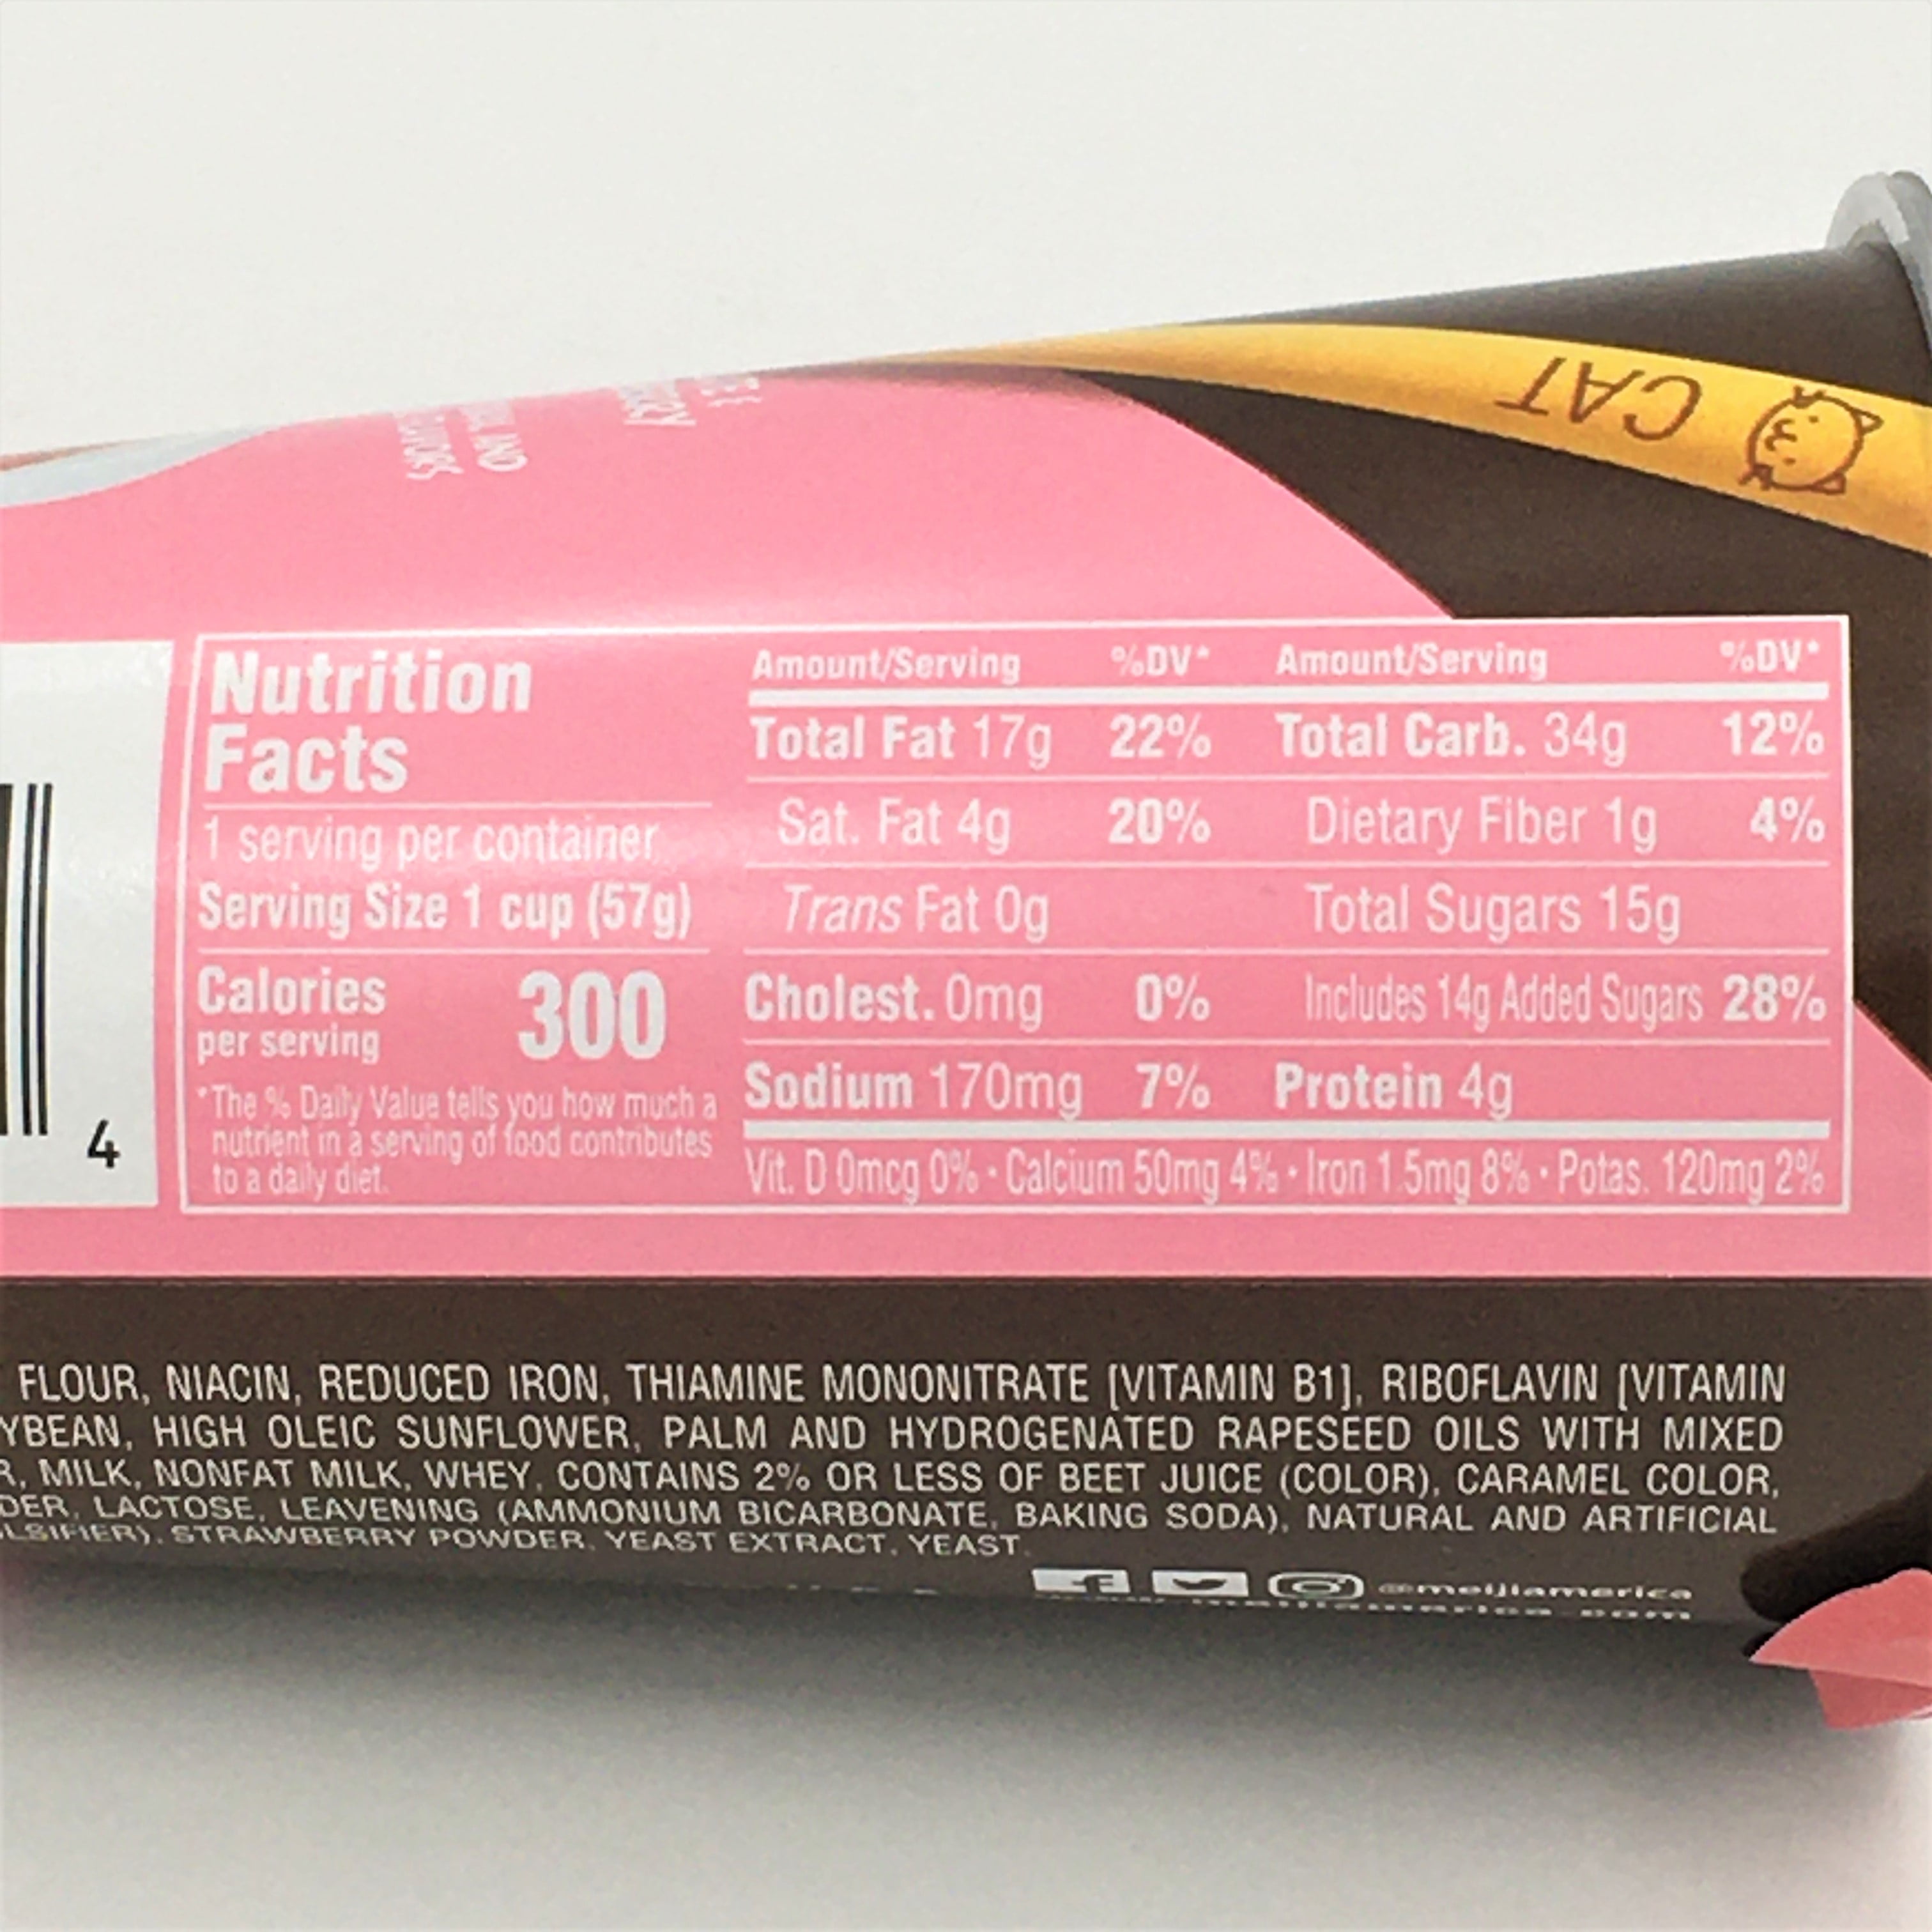 CAT
AND
Nutrition
Facts
1 serving per container
Serving Size 1 cup (57g)
Calories
per serving
300
*The % Daily Value tells you how much a
nutrient in a serving of food contributes
to a daily diet.
Amount/Serving %DV* Amount/Serving %DV*
Total Fat 17g 22% Total Carb. 34g 12%
Sat. Fat 4g 20% Dietary Fiber 1g 4%
Trans Fat 0g Total Sugars 15g
Cholest. 0mg 0% Includes 14g Added Sugars 28%
Sodium 170mg 7% Protein 4g
Vit. D 0mcg 0% • Calcium 50mg 4% • Iron 1.5mg 8% • Potas. 120mg 2%
4
FLOUR, NIACIN, REDUCED IRON, THIAMINE MONONITRATE [VITAMIN B1], RIBOFLAVIN [VITAMIN
YBEAN, HIGH OLEIC SUNFLOWER, PALM AND HYDROGENATED RAPESEED OILS WITH MIXED
R, MILK, NONFAT MILK, WHEY, CONTAINS 2% OR LESS OF BEET JUICE (COLOR), CARAMEL COLOR,
DER, LACTOSE, LEAVENING (AMMONIUM BICARBONATE, BAKING SODA), NATURAL AND ARTIFICIAL
LSIFIER), STRAWBERRY POWDER, YEAST EXTRACT, YEAST.
@meijiamerica